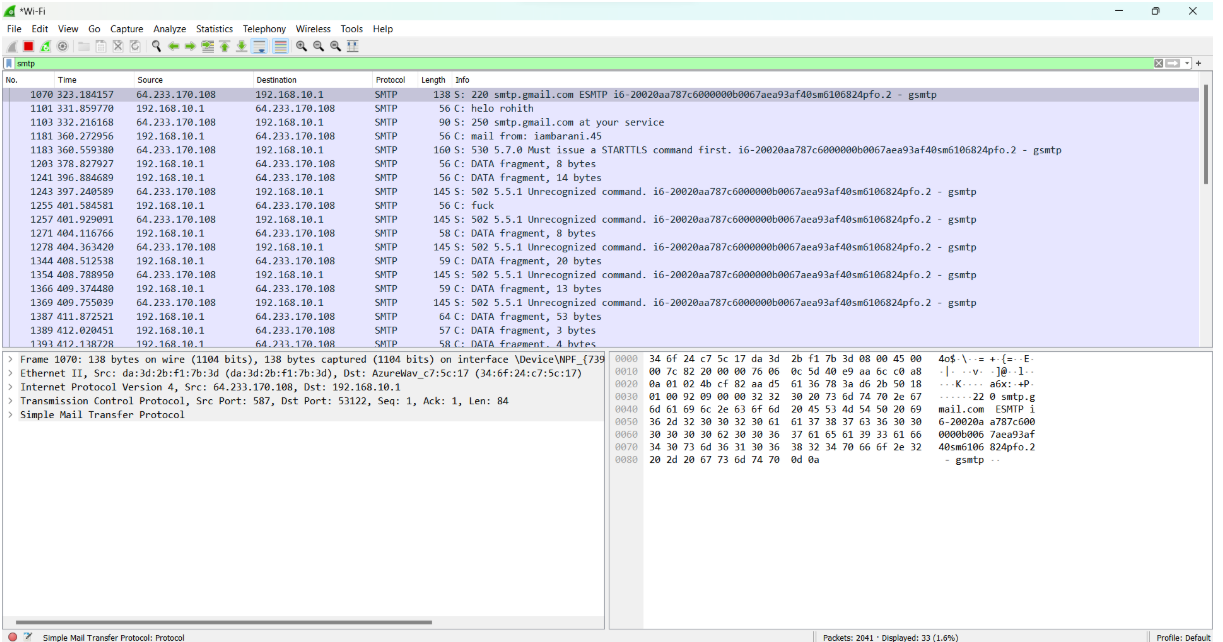 *Wi-Fi
File Edit View Go Capture Analyze Statistics Telephony Wireless Tools Help
smtp
No. Time Source Destination Protocol Length Info
1070 323.184157 64.233.170.108 192.168.10.1 SMTP 138 S: 220 smtp.gmail.com ESMTP i6-20020aa787c6000000b0067aea93af40sm6106824pfo.2 - gsmtp
1101 331.859770 192.168.10.1 64.233.170.108 SMTP 56 C: helo rohith
1103 332.216168 64.233.170.108 192.168.10.1 SMTP 90 S: 250 smtp.gmail.com at your service
1181 360.272956 192.168.10.1 64.233.170.108 SMTP 56 C: mail from: iambarani.45
1183 360.559380 64.233.170.108 192.168.10.1 SMTP 160 S: 530 5.7.0 Must issue a STARTTLS command first. i6-20020aa787c6000000b0067aea93af40sm6106824pfo.2 - gsmtp
1203 378.827927 192.168.10.1 64.233.170.108 SMTP 56 C: DATA fragment, 8 bytes
1241 396.884689 192.168.10.1 64.233.170.108 SMTP 56 C: DATA fragment, 14 bytes
1243 397.240589 64.233.170.108 192.168.10.1 SMTP 145 S: 502 5.5.1 Unrecognized command. i6-20020aa787c6000000b0067aea93af40sm6106824pfo.2 - gsmtp
1255 401.584581 192.168.10.1 64.233.170.108 SMTP 56 C: fuck
1257 401.929091 64.233.170.108 192.168.10.1 SMTP 145 S: 502 5.5.1 Unrecognized command. i6-20020aa787c6000000b0067aea93af40sm6106824pfo.2 - gsmtp
1271 404.116766 192.168.10.1 64.233.170.108 SMTP 58 C: DATA fragment, 8 bytes
1278 404.363420 64.233.170.108 192.168.10.1 SMTP 145 S: 502 5.5.1 Unrecognized command. i6-20020aa787c6000000b0067aea93af40sm6106824pfo.2 - gsmtp
1344 408.512538 192.168.10.1 64.233.170.108 SMTP 59 C: DATA fragment, 20 bytes
1354 408.788950 64.233.170.108 192.168.10.1 SMTP 145 S: 502 5.5.1 Unrecognized command. i6-20020aa787c6000000b0067aea93af40sm6106824pfo.2 - gsmtp
1366 409.374480 192.168.10.1 64.233.170.108 SMTP 59 C: DATA fragment, 13 bytes
1369 409.755039 64.233.170.108 192.168.10.1 SMTP 145 S: 502 5.5.1 Unrecognized command. i6-20020aa787c6000000b0067aea93af40sm6106824pfo.2 - gsmtp
1387 411.872521 192.168.10.1 64.233.170.108 SMTP 64 C: DATA fragment, 53 bytes
1389 412.020451 192.168.10.1 64.233.170.108 SMTP 57 C: DATA fragment, 3 bytes
1393 412.138728 192.168.10.1 64.233.170.108 SMTP 58 C: DATA fragment, 4 bytes
Frame 1070: 138 bytes on wire (1104 bits), 138 bytes captured (1104 bits) on interface \Device\NPF_{739
Ethernet II, Src: da:3d:2b:f1:7b:3d (da:3d:2b:f1:7b:3d), Dst: AzureWav_c7:5c:17 (34:6f:24:c7:5c:17)
Internet Protocol Version 4, Src: 64.233.170.108, Dst: 192.168.10.1
Transmission Control Protocol, Src Port: 587, Dst Port: 53122, Seq: 1, Ack: 1, Len: 84
Simple Mail Transfer Protocol
0000 34 6f 24 c7 5c 17 da 3d 2b f1 7b 3d 08 00 45 00 4o$·\··= +·{=··E·
0010 00 7c 82 20 00 00 76 06 0c 5d 40 e9 aa 6c c0 a8 ·|· ··v· ·]@··l··
0020 0a 01 02 4b cf 82 aa d5 61 36 78 3a d6 2b 50 18 ···K···· a6x:·+P·
0030 01 00 92 09 00 00 32 32 30 20 73 6d 74 70 2e 67 ······22 0 smtp.g
0040 6d 61 69 6c 2e 63 6f 6d 20 45 53 4d 54 50 20 69 mail.com ESMTP i
0050 36 2d 32 30 30 32 30 61 61 37 38 37 63 36 30 30 6-20020a a787c600
0060 30 30 30 30 62 30 30 36 37 61 65 61 39 33 61 66 0000b006 7aea93af
0070 34 30 73 6d 36 31 30 36 38 32 34 70 66 6f 2e 32 40sm6106 824pfo.2
0080 20 2d 20 67 73 6d 74 70 0d 0a - gsmtp ··
Simple Mail Transfer Protocol: Protocol
Packets: 2041 · Displayed: 33 (1.6%)
Profile: Default